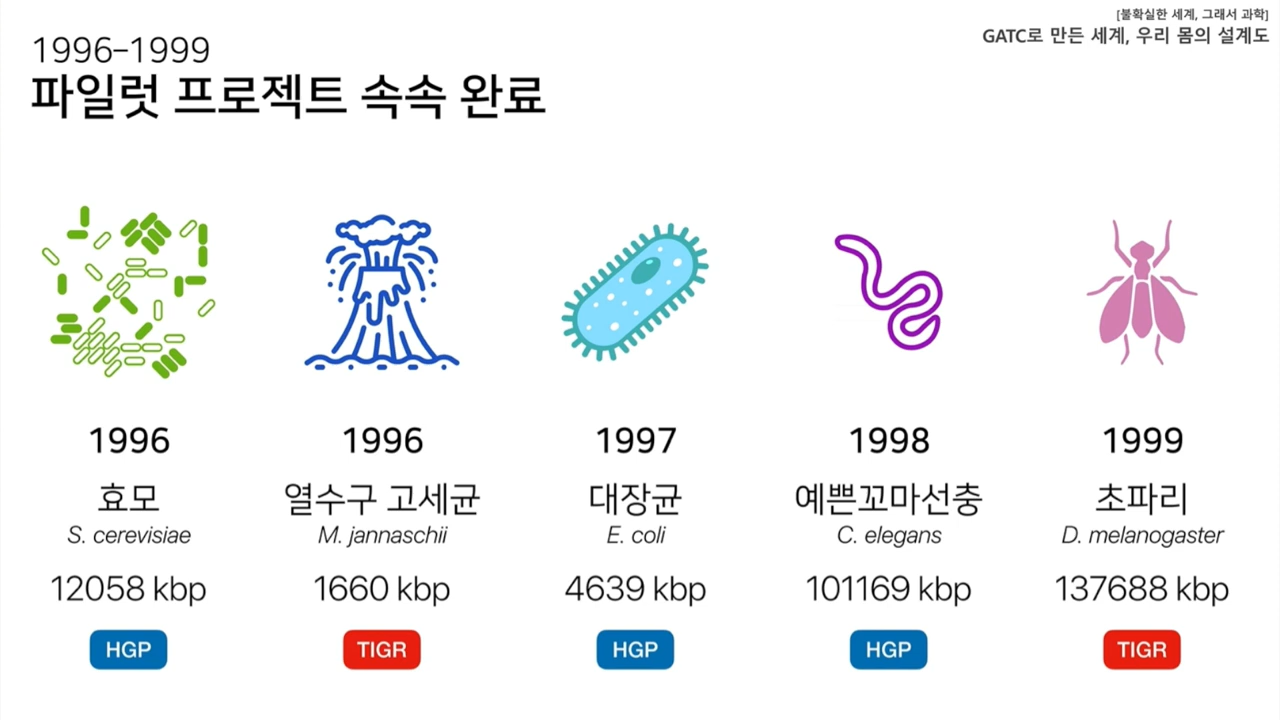 [불확실한 세계, 그래서 과학]
GATC로 만든 세계, 우리 몸의 설계도
1996–1999
파일럿 프로젝트 속속 완료
1996
효모
S. cerevisiae
12058 kbp
HGP
1996
열수구 고세균
M. jannaschii
1660 kbp
TIGR
1997
대장균
E. coli
4639 kbp
HGP
1998
예쁜꼬마선충
C. elegans
101169 kbp
HGP
1999
초파리
D. melanogaster
137688 kbp
TIGR